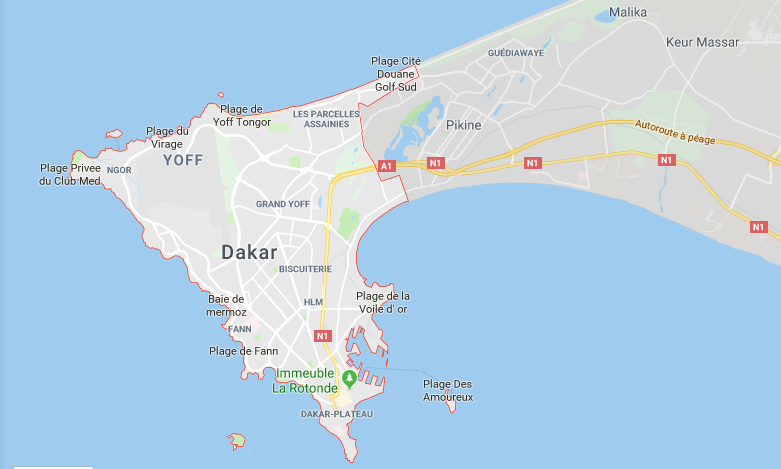 Malika
Keur Massar
GUÉDIAWAYE
Plage Cité
Douane
Golf Sud
Plage de
Yoff Tongor
LES PARCELLES
ASSAINIES
Pikine
Autoroute à péage
Plage du
Virage
YOFF
Plage Privee
du Club Med
NGOR
A1
N1
N1
N1
GRAND YOFF
N1
Dakar
BISCUITERIE
Baie de
mermoz
HLM
Plage de la
Voile d' or
FANN
N1
Plage de Fann
Immeuble
La Rotonde
Plage Des
Amoureux
DAKAR-PLATEAU